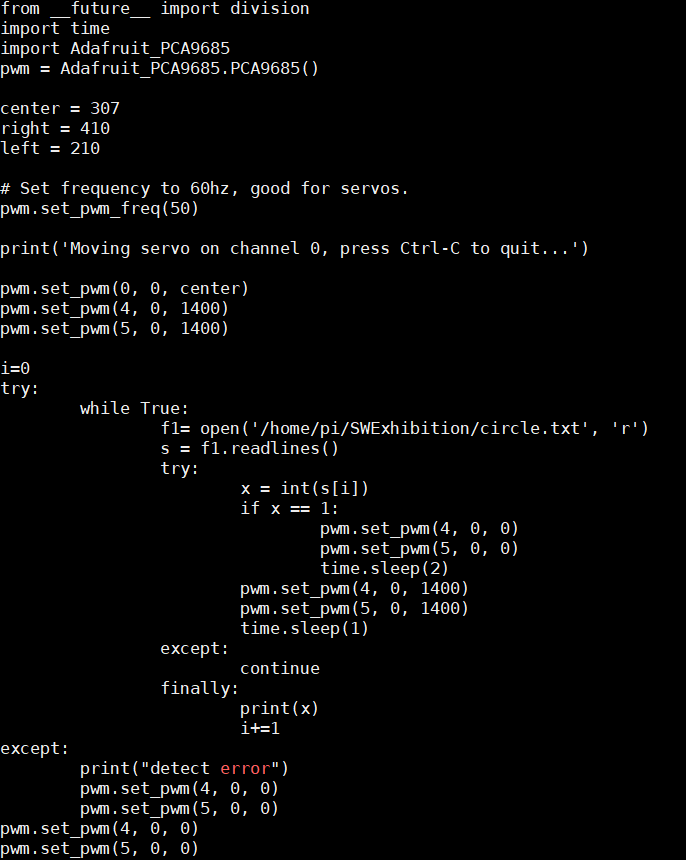 from __future__ import division
import time
import Adafruit_PCA9685
pwm = Adafruit_PCA9685.PCA9685()

center = 307
right = 410
left = 210

# Set frequency to 60hz, good for servos.
pwm.set_pwm_freq(50)

print('Moving servo on channel 0, press Ctrl-C to quit...')

pwm.set_pwm(0, 0, center)
pwm.set_pwm(4, 0, 1400)
pwm.set_pwm(5, 0, 1400)

i=0
try:
        while True:
                f1= open('/home/pi/SWExhibition/circle.txt', 'r')
                s = f1.readlines()
                try:
                        x = int(s[i])
                        if x == 1:
                                pwm.set_pwm(4, 0, 0)
                                pwm.set_pwm(5, 0, 0)
                                time.sleep(2)
                        pwm.set_pwm(4, 0, 1400)
                        pwm.set_pwm(5, 0, 1400)
                        time.sleep(1)
                except:
                        continue
                finally:
                        print(x)
                        i+=1
except:
        print("detect error")
        pwm.set_pwm(4, 0, 0)
        pwm.set_pwm(5, 0, 0)
pwm.set_pwm(4, 0, 0)
pwm.set_pwm(5, 0, 0)